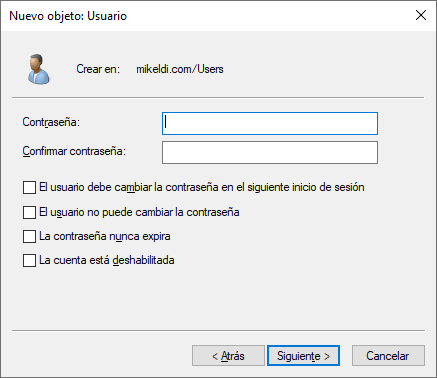 Nuevo objeto: Usuario
Crear en: mikeldi.com/Users
Contraseña:
Confirmar contraseña:
El usuario debe cambiar la contraseña en el siguiente inicio de sesión
El usuario no puede cambiar la contraseña
La contraseña nunca expira
La cuenta está deshabilitada
< Atrás Siguiente > Cancelar